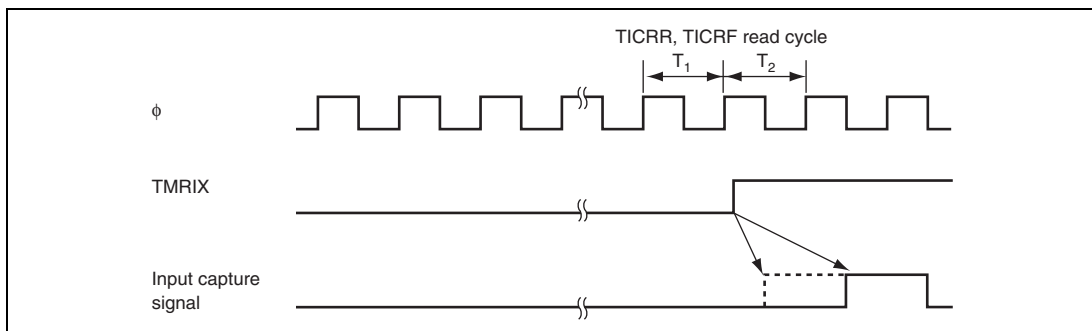 TICRR, TICRF read cycle
T1 T2
ϕ
TMRIX
Input capture
signal